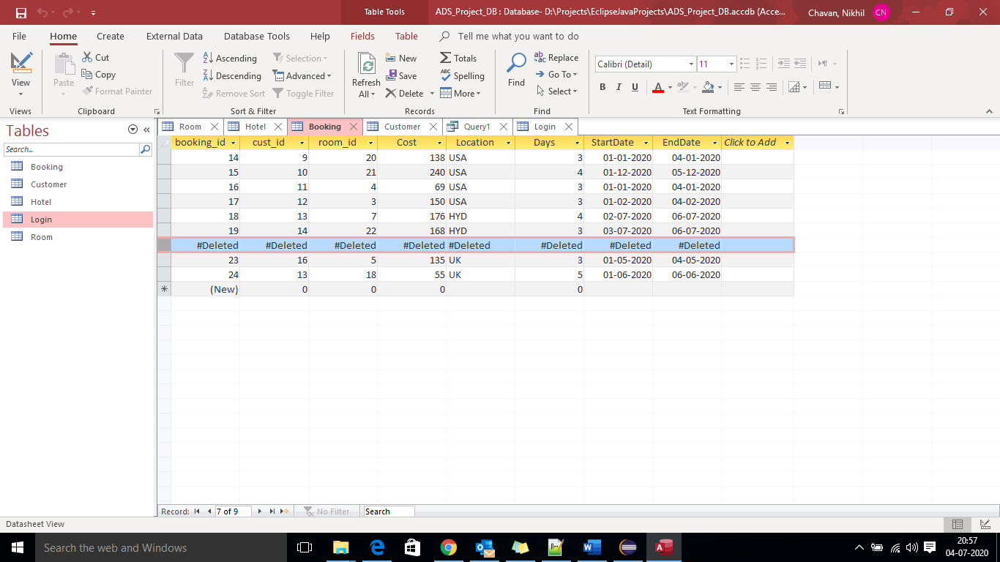 Table Tools
ADS_Project_DB : Database- D:\Projects\EclipseJavaProjects\ADS_Project_DB.accdb (Acce...
Chavan, Nikhil
CN
File Home Create External Data Database Tools Help Fields Table Tell me what you want to do
View
Views
Paste
Cut
Copy
Format Painter
Clipboard
Filter
Ascending
Descending
Remove Sort
Selection
Advanced
Toggle Filter
Sort & Filter
Refresh
All
New
Save
Delete
Totals
Spelling
More
Records
Find
Replace
Go To
Select
Find
Calibri (Detail) 11
B I U A
Text Formatting
Tables
Search...
Booking
Customer
Hotel
Login
Room
Room Hotel Booking Customer Query1 Login
booking_id cust_id room_id Cost Location Days StartDate EndDate Click to Add
14 9 20 138 USA 3 01-01-2020 04-01-2020
15 10 21 240 USA 4 01-12-2020 05-12-2020
16 11 4 69 USA 3 01-01-2020 04-01-2020
17 12 3 150 USA 3 01-02-2020 04-02-2020
18 13 7 176 HYD 4 02-07-2020 06-07-2020
19 14 22 168 HYD 3 03-07-2020 06-07-2020
#Deleted #Deleted #Deleted #Deleted #Deleted #Deleted #Deleted #Deleted
23 16 5 135 UK 3 01-05-2020 04-05-2020
24 13 18 55 UK 5 01-06-2020 06-06-2020
(New) 0 0 0 0
Record: 7 of 9 No Filter Search
Datasheet View
Search the web and Windows
20:57
04-07-2020